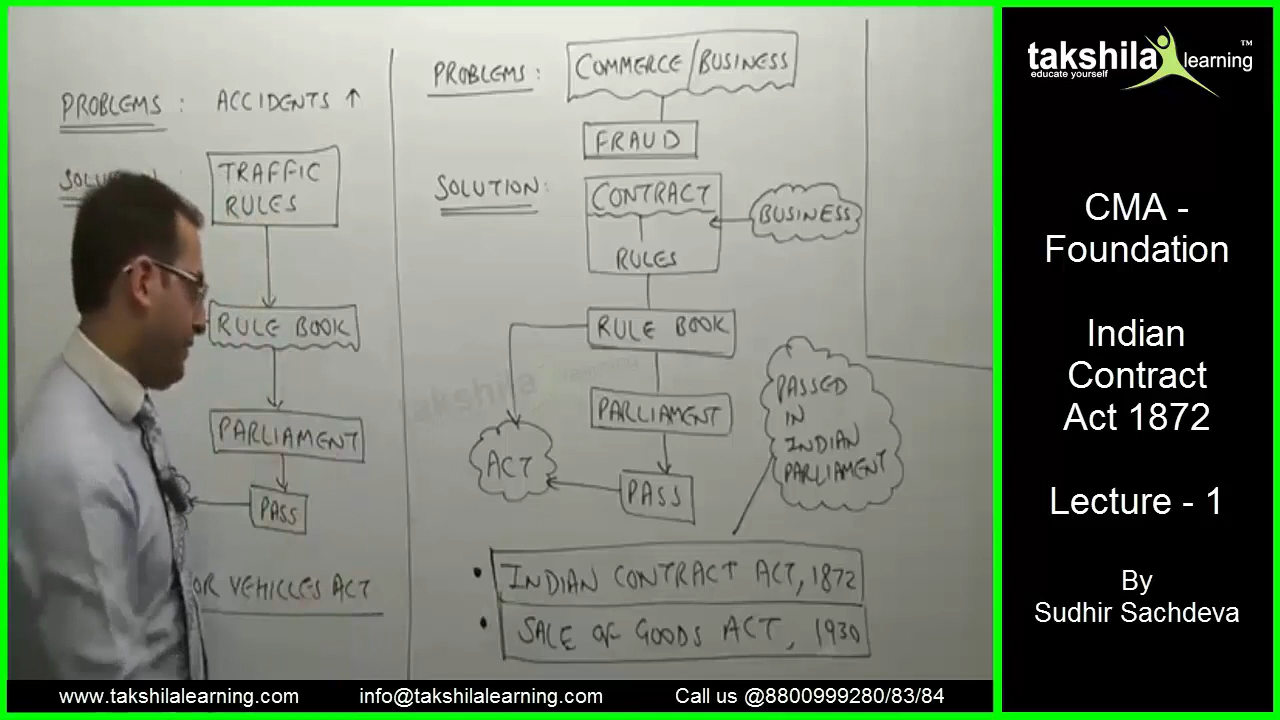 PROBLEMS : ACCIDENTS ↑
TRAFFIC
RULES
RULE BOOK
PARLIAMENT
PASS
OR VEHICLES ACT
PROBLEMS : COMMERCE/BUSINESS
FRAUD
SOLUTION : CONTRACT
RULES
BUSINESS
RULE BOOK
PARLIAMENT
ACT
PASS
PASSED
IN
INDIAN
PARLIAMENT
• INDIAN CONTRACT ACT, 1872
• SALE OF GOODS ACT, 1930
takshila learning
takshila learning™
educate yourself
CMA -
Foundation
Indian
Contract
Act 1872
Lecture - 1
By
Sudhir Sachdeva
www.takshilalearning.com info@takshilalearning.com Call us @8800999280/83/84